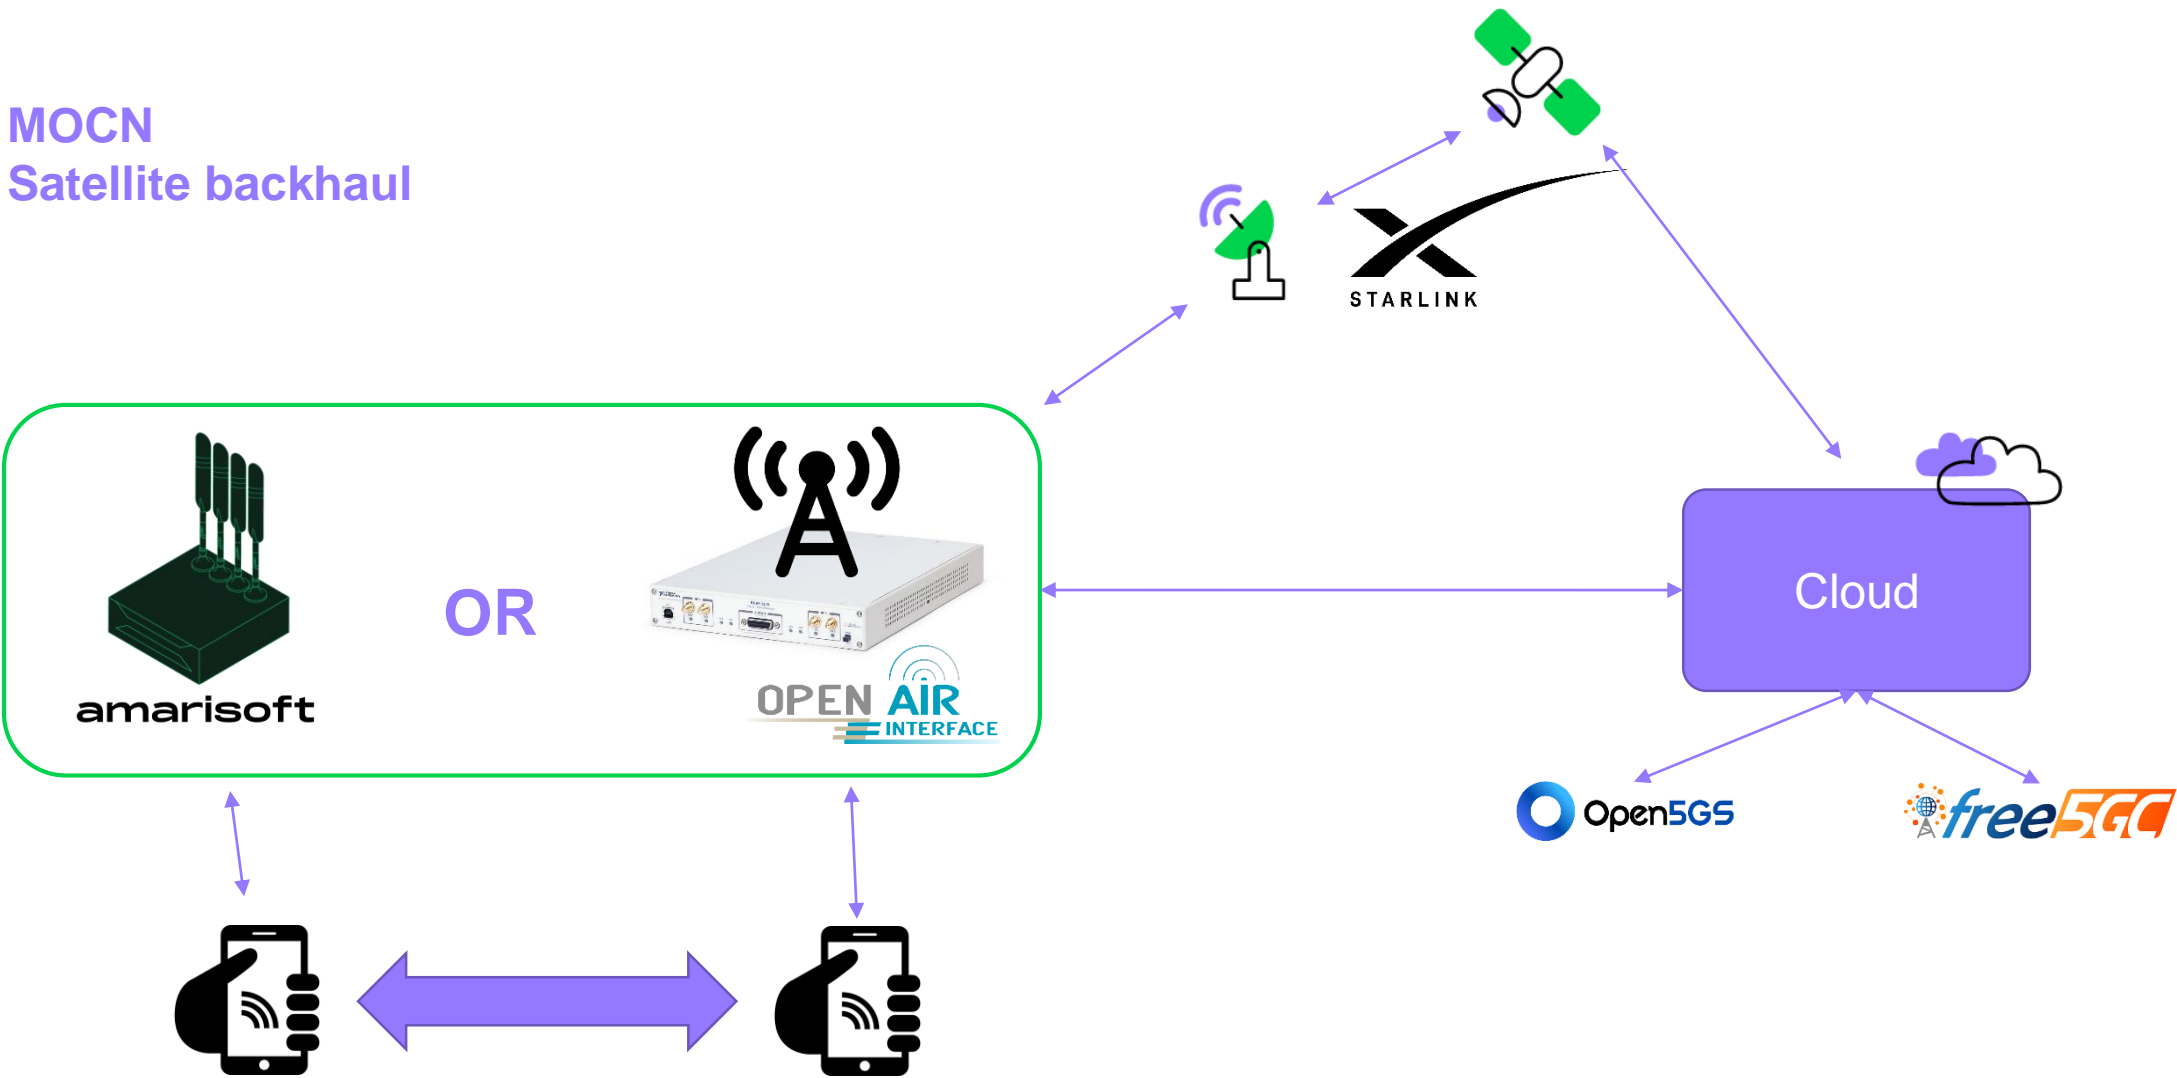 MOCN
Satellite backhaul
STARLINK
OR
amarisoft
OPEN AIR
INTERFACE
Cloud
Open5GS
free5GC